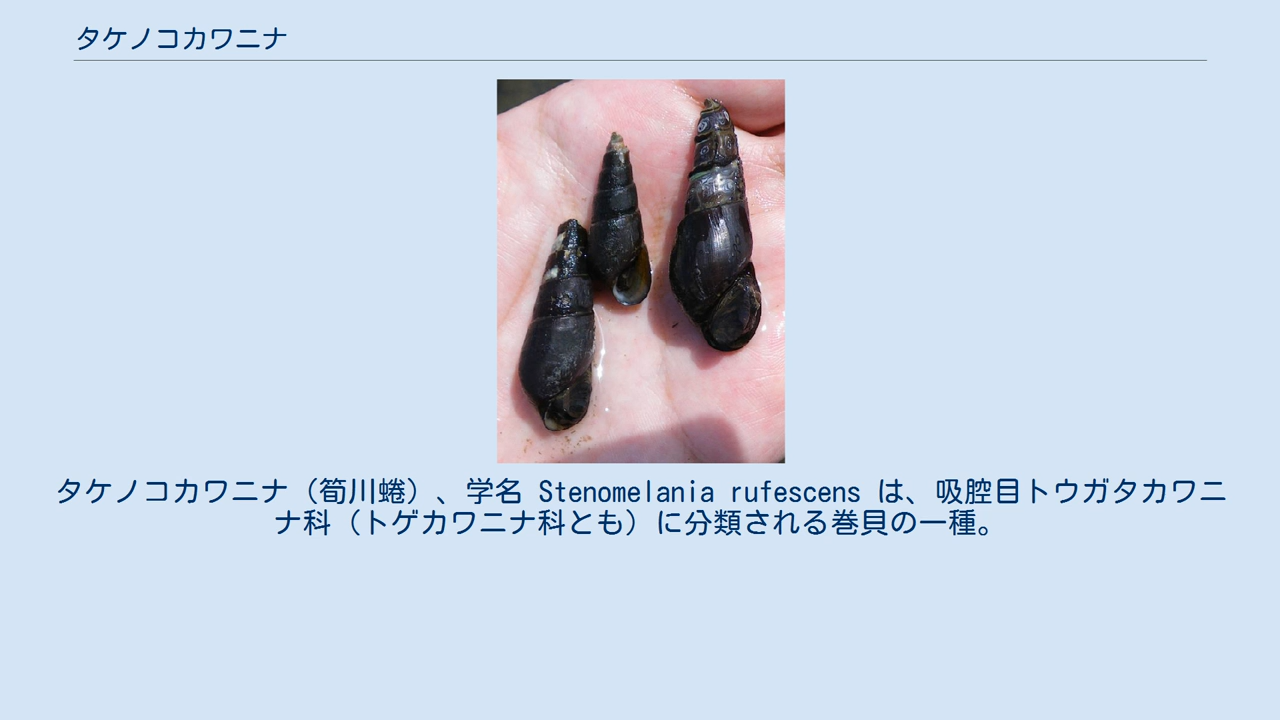 タケノコカワニナ
タケノコカワニナ（筍川蜷）、学名 Stenomelania rufescens は、吸腔目トウガタカワニ
ナ科（トゲカワニナ科とも）に分類される巻貝の一種。